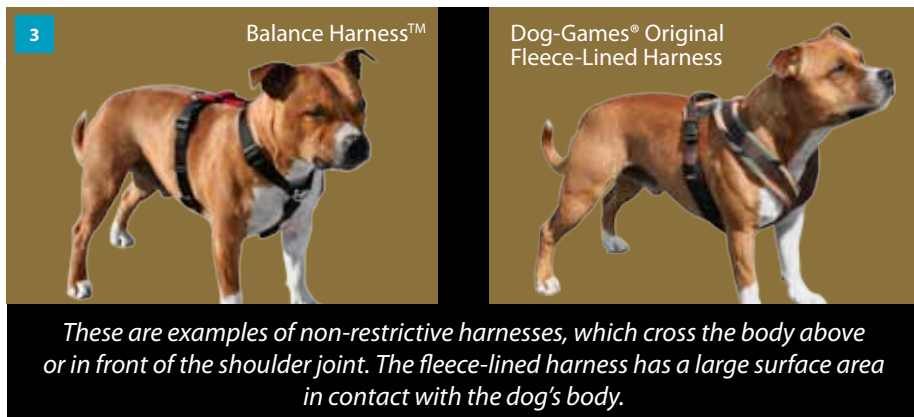 3
Balance Harness™
Dog-Games® Original
Fleece-Lined Harness
These are examples of non-restrictive harnesses, which cross the body above
or in front of the shoulder joint. The fleece-lined harness has a large surface area
in contact with the dog's body.